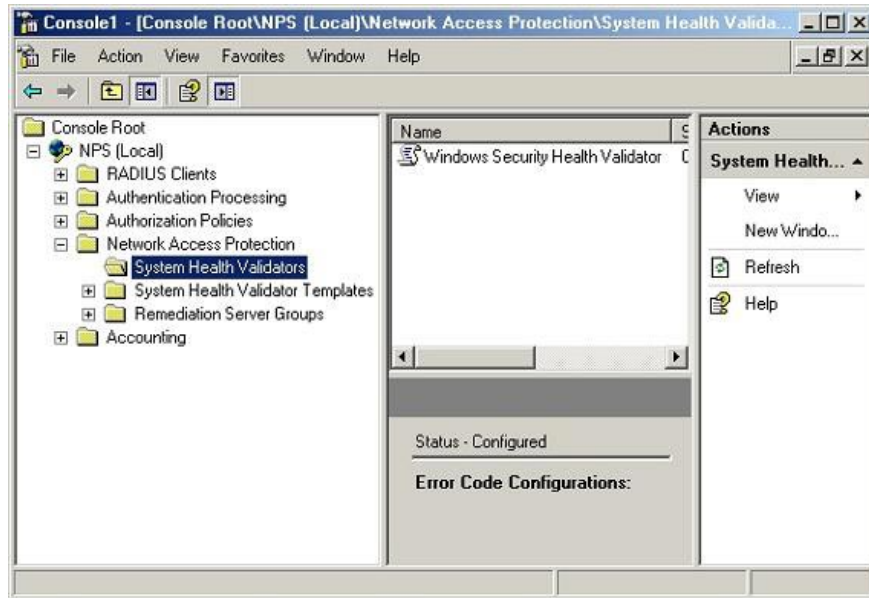 Console1 - [Console Root\NPS (Local)\Network Access Protection\System Health Valida...
File Action View Favorites Window Help
Console Root
NPS (Local)
RADIUS Clients
Authentication Processing
Authorization Policies
Network Access Protection
System Health Validators
System Health Validator Templates
Remediation Server Groups
Accounting
Name
Windows Security Health Validator
Status - Configured
Error Code Configurations:
Actions
System Health...
View
New Windo...
Refresh
Help